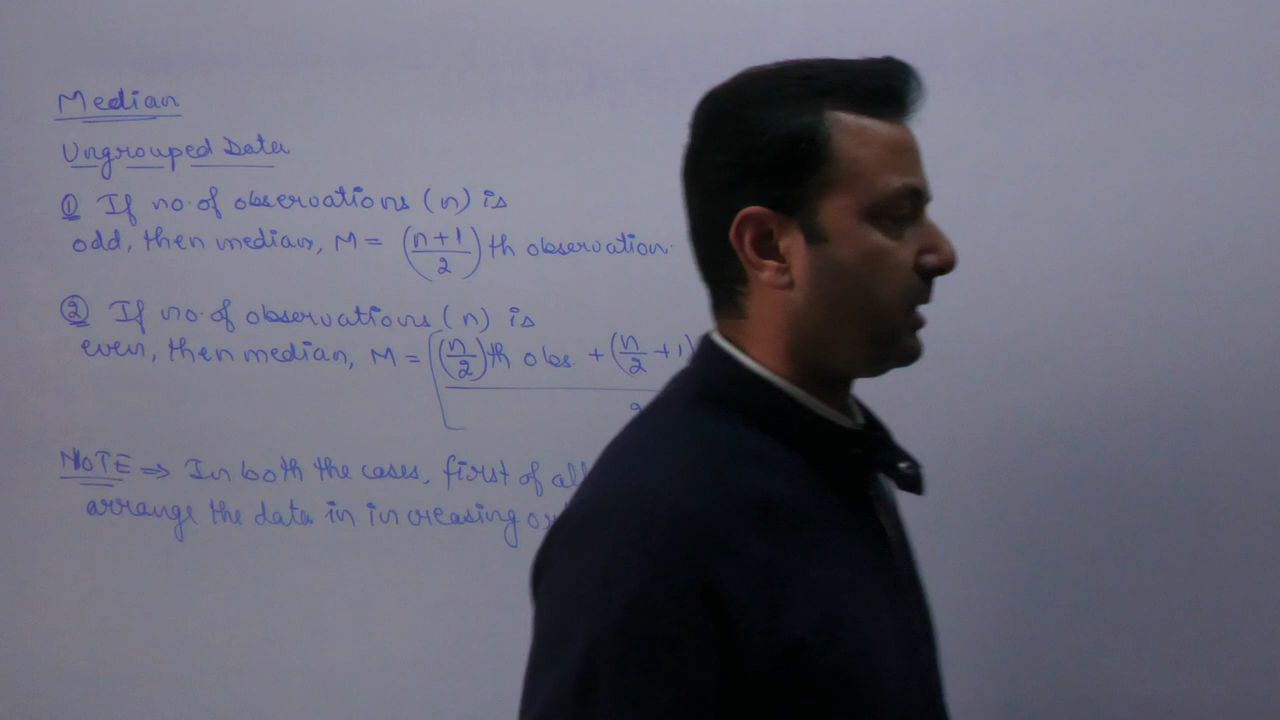 Median
Ungrouped Data
① If no. of observations (n) is
odd, then median, M = ((n+1)/2) th observation.
② If no. of observations (n) is
even, then median, M = [(n/2)th obs. + (n/2 + 1)
2
NOTE ⇒ In both the cases, first of all
arrange the data in increasing